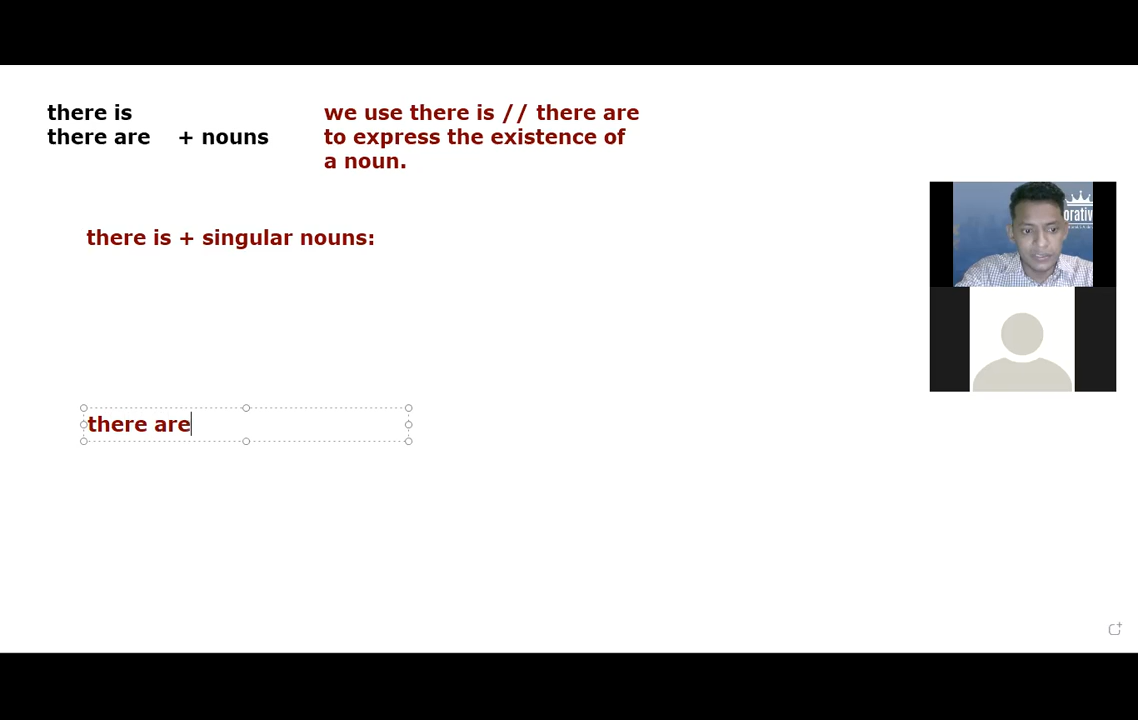 there is
there are + nouns
we use there is // there are
to express the existence of
a noun.
there is + singular nouns:
there are
orativ